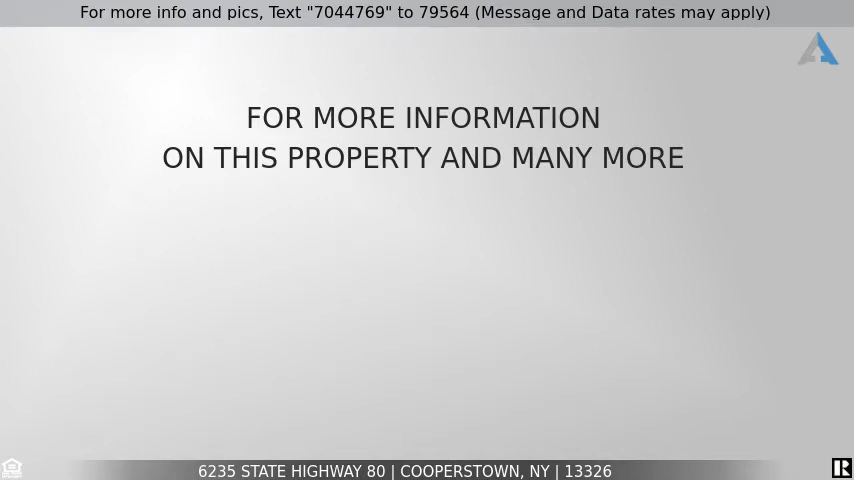 For more info and pics, Text "7044769" to 79564 (Message and Data rates may apply)
FOR MORE INFORMATION
ON THIS PROPERTY AND MANY MORE
6235 STATE HIGHWAY 80 | COOPERSTOWN, NY | 13326